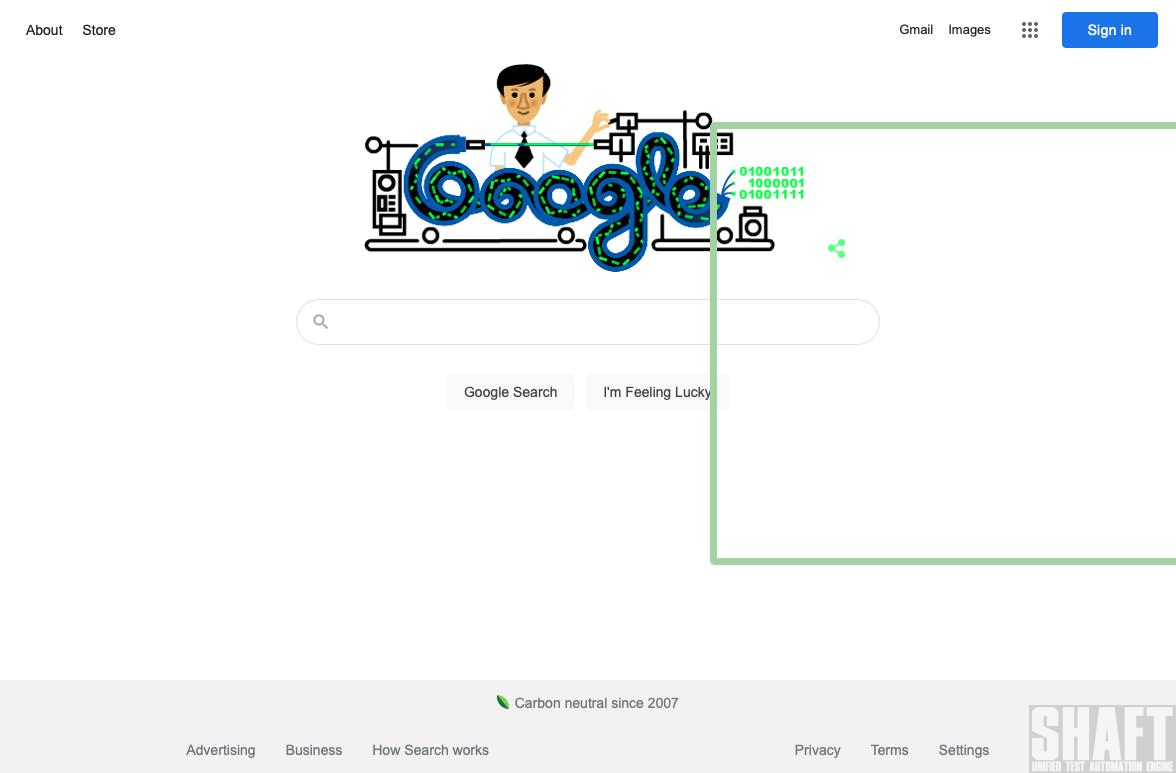 About Store
Gmail Images
Sign in
Google
01001011
1000001
01001111
Google Search
I'm Feeling Lucky
Carbon neutral since 2007
Advertising Business How Search works
Privacy Terms Settings
SHAFT
UNIFIED TEST AUTOMATION ENGINE